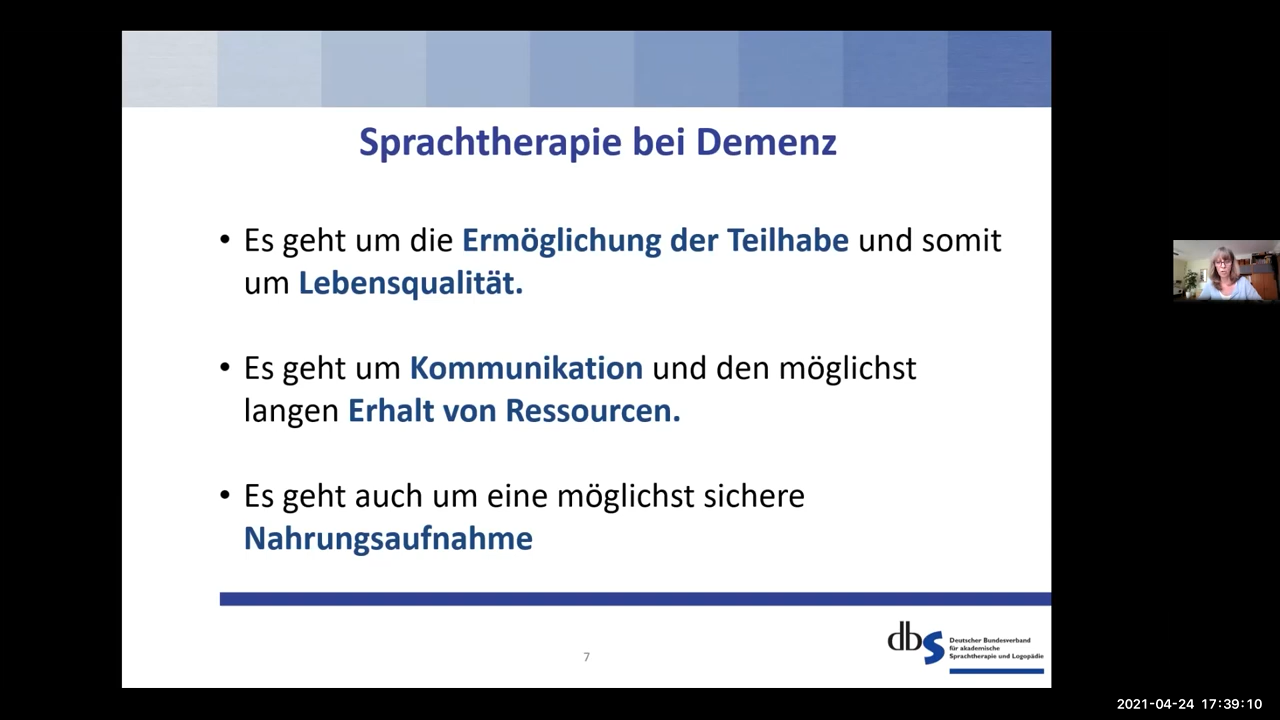 Sprachtherapie bei Demenz
• Es geht um die Ermöglichung der Teilhabe und somit
um Lebensqualität.
• Es geht um Kommunikation und den möglichst
langen Erhalt von Ressourcen.
• Es geht auch um eine möglichst sichere
Nahrungsaufnahme
7
dbs
Deutscher Bundesverband
für akademische
Sprachtherapie und Logopädie
2021-04-24 17:39:10